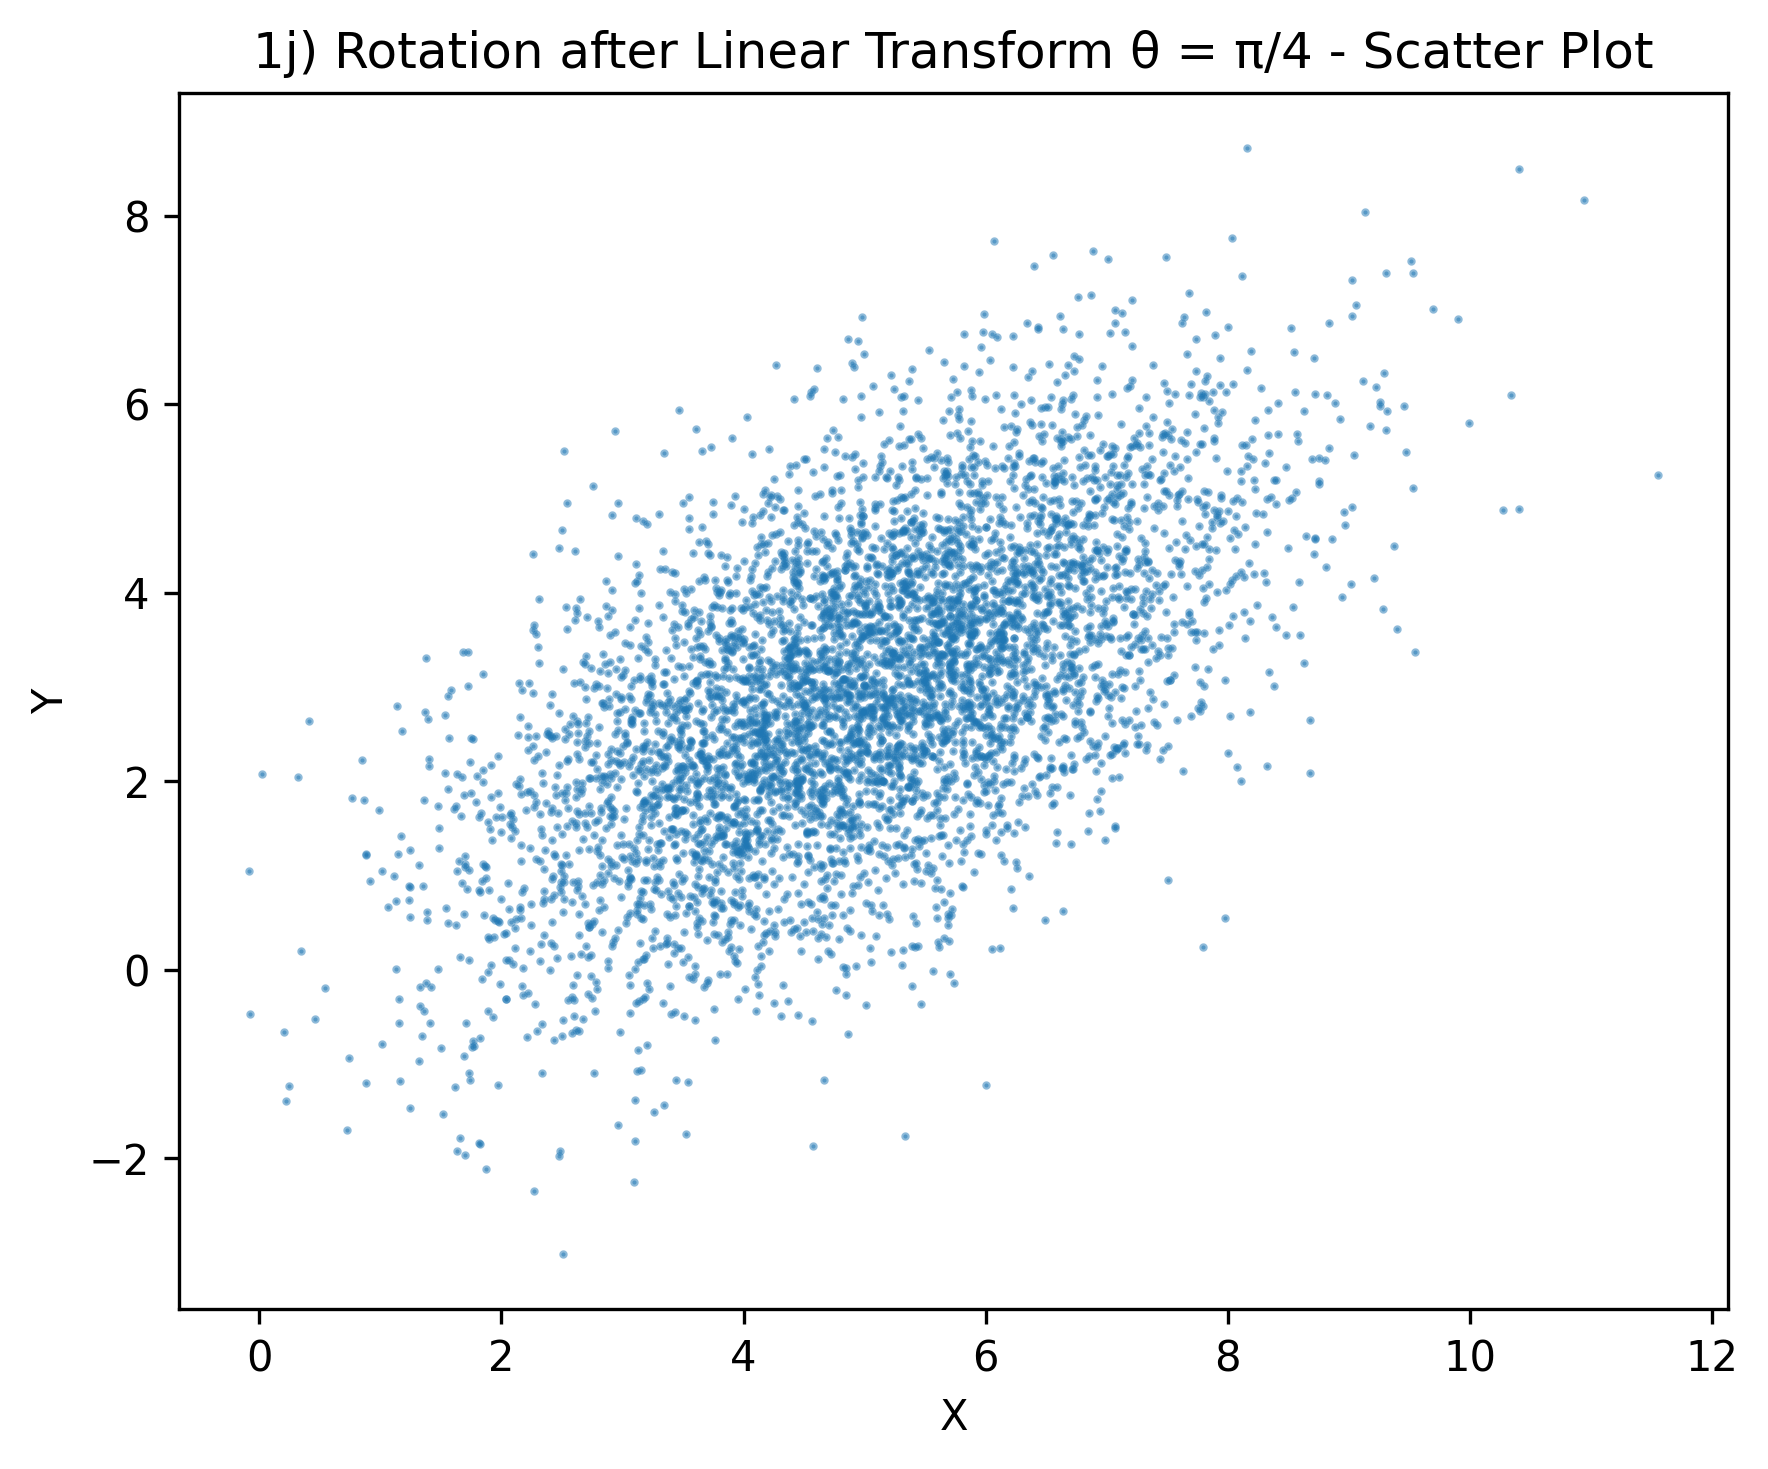 1j) Rotation after Linear Transform θ = π/4 - Scatter Plot
8
6
4
2
0
−2
Y
0 2 4 6 8 10 12
X